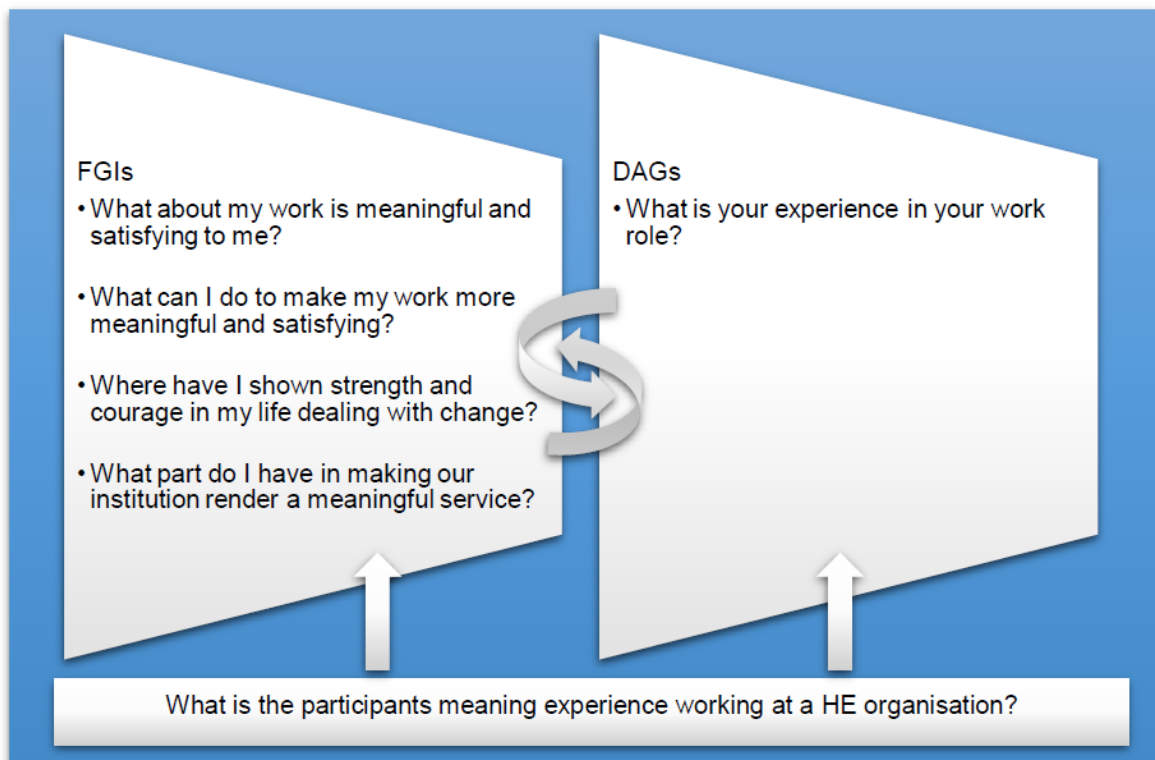 FGIs
• What about my work is meaningful and
satisfying to me?
• What can I do to make my work more
meaningful and satisfying?
• Where have I shown strength and
courage in my life dealing with change?
• What part do I have in making our
institution render a meaningful service?
DAGs
• What is your experience in your work
role?
What is the participants meaning experience working at a HE organisation?